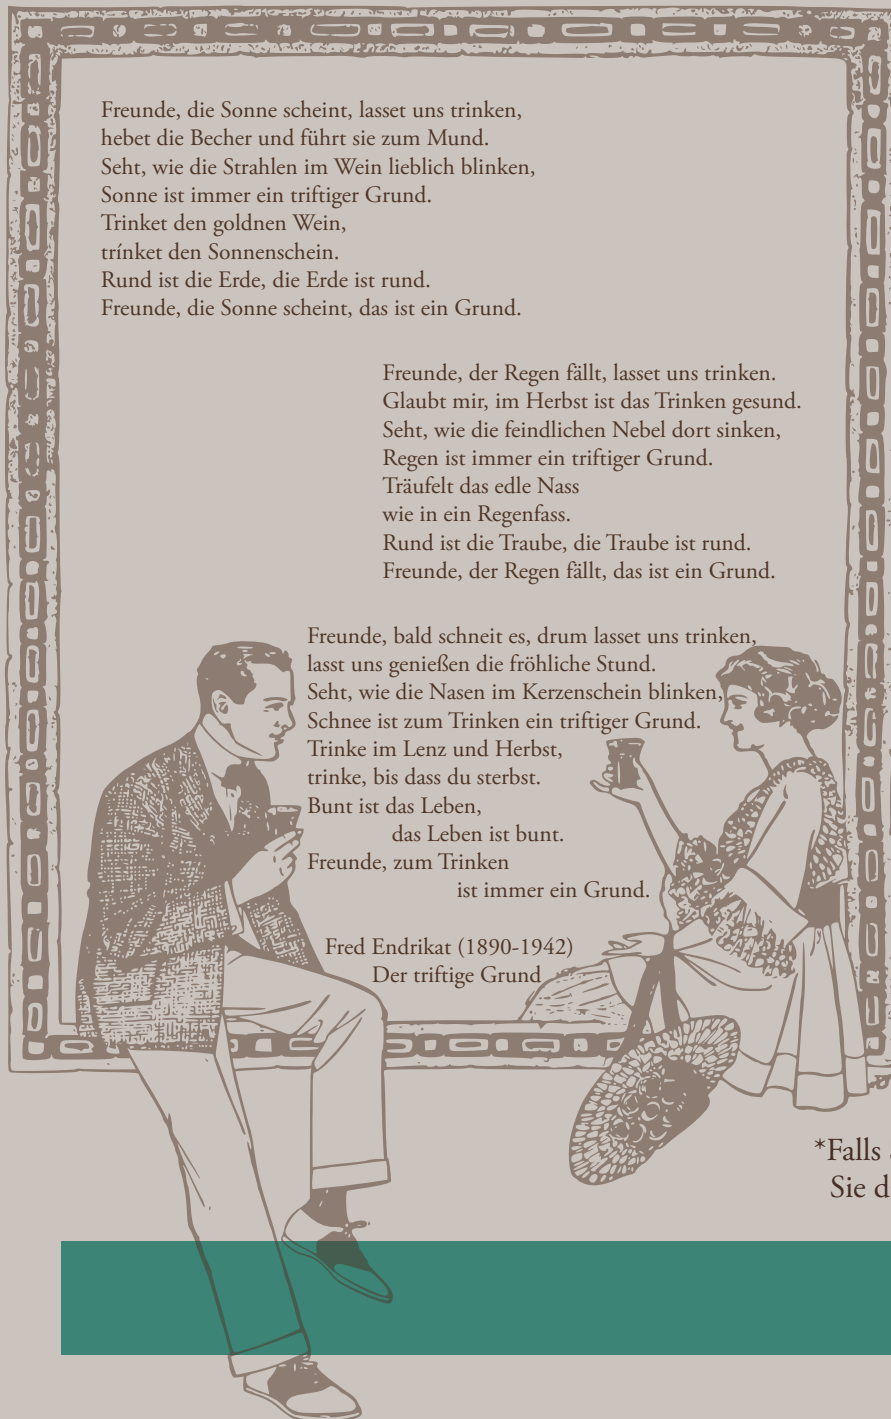 Freunde, die Sonne scheint, lasset uns trinken,
hebet die Becher und führt sie zum Mund.
Seht, wie die Strahlen im Wein lieblich blinken,
Sonne ist immer ein triftiger Grund.
Trinket den goldnen Wein,
trínket den Sonnenschein.
Rund ist die Erde, die Erde ist rund.
Freunde, die Sonne scheint, das ist ein Grund.
Freunde, der Regen fällt, lasset uns trinken.
Glaubt mir, im Herbst ist das Trinken gesund.
Seht, wie die feindlichen Nebel dort sinken,
Regen ist immer ein triftiger Grund.
Träufelt das edle Nass
wie in ein Regenfass.
Rund ist die Traube, die Traube ist rund.
Freunde, der Regen fällt, das ist ein Grund.
Freunde, bald schneit es, drum lasset uns trinken,
lasst uns genießen die fröhliche Stund.
Seht, wie die Nasen im Kerzenschein blinken,
Schnee ist zum Trinken ein triftiger Grund.
Trinke im Lenz und Herbst,
trinke, bis dass du sterbst.
Bunt ist das Leben,
das Leben ist bunt.
Freunde, zum Trinken
ist immer ein Grund.
Fred Endrikat (1890-1942)
Der triftige Grund
*Falls
Sie